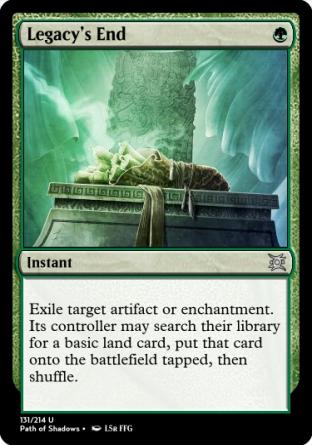 Legacy's End
Instant
Exile target artifact or enchantment.
Its controller may search their library
for a basic land card, put that card
onto the battlefield tapped, then
shuffle.
131/214 U
Path of Shadows • L5R FFG